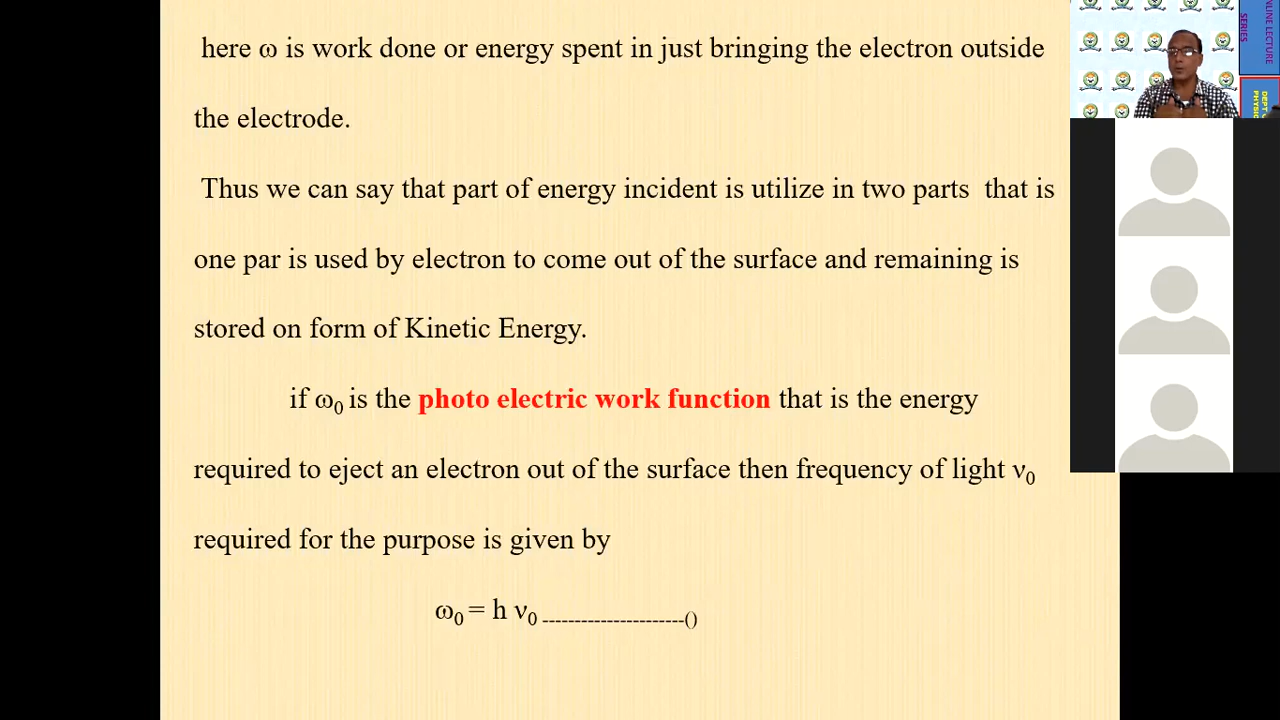 here ω is work done or energy spent in just bringing the electron outside
the electrode.
Thus we can say that part of energy incident is utilize in two parts that is
one par is used by electron to come out of the surface and remaining is
stored on form of Kinetic Energy.
if ω₀ is the photo electric work function that is the energy
required to eject an electron out of the surface then frequency of light ν₀
required for the purpose is given by
ω₀ = h ν₀ ----------------------()
NLINE LECTURE
SERIES